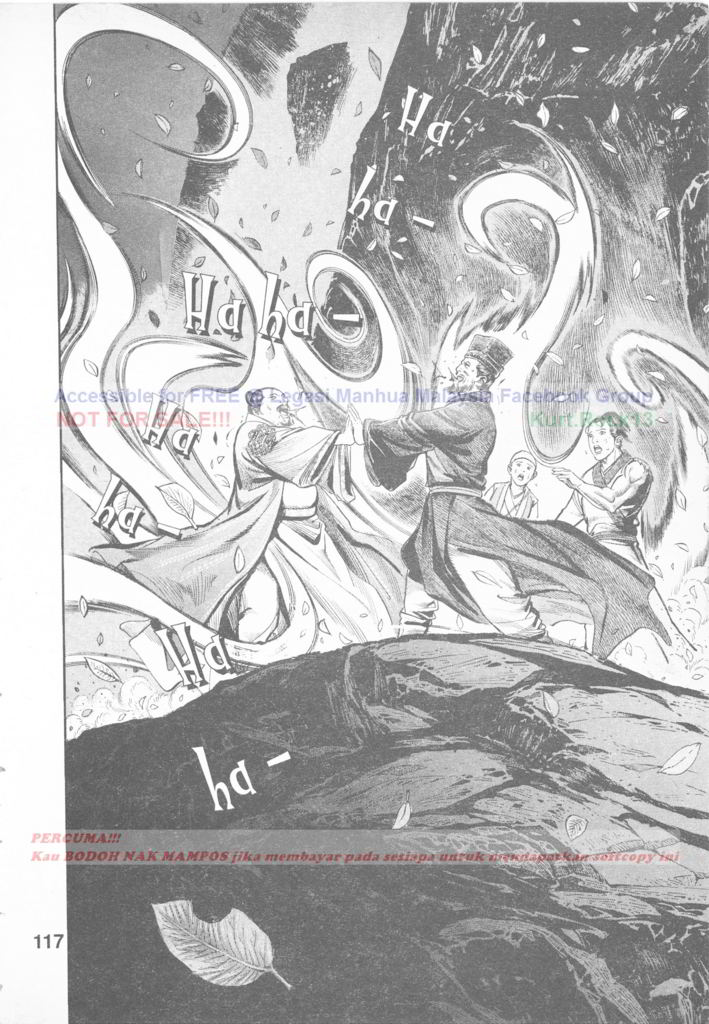 Ha
ha -
Ha ha -
Accessible for FREE @ Legasi Manhua Malaysia Facebook Group
NOT FOR SALE!!! Kurt.RoCk13
Ha
ha -
Ha
ha -
PERCUMA!!!
Kau BODOH NAK MAMPOS jika membayar pada sesiapa untuk mendapatkan softcopy ini
117